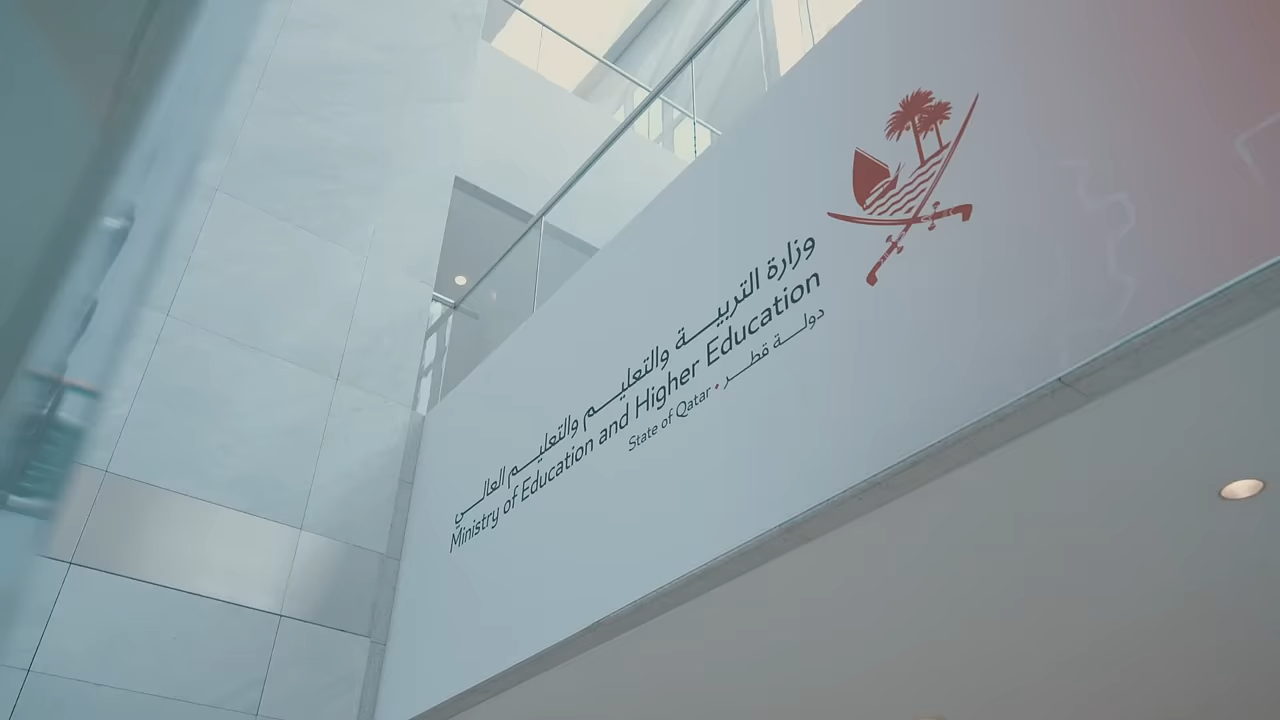 وزارة التربية والتعليم والتعليم العالي
Ministry of Education and Higher Education
State of Qatar • دولة قطر